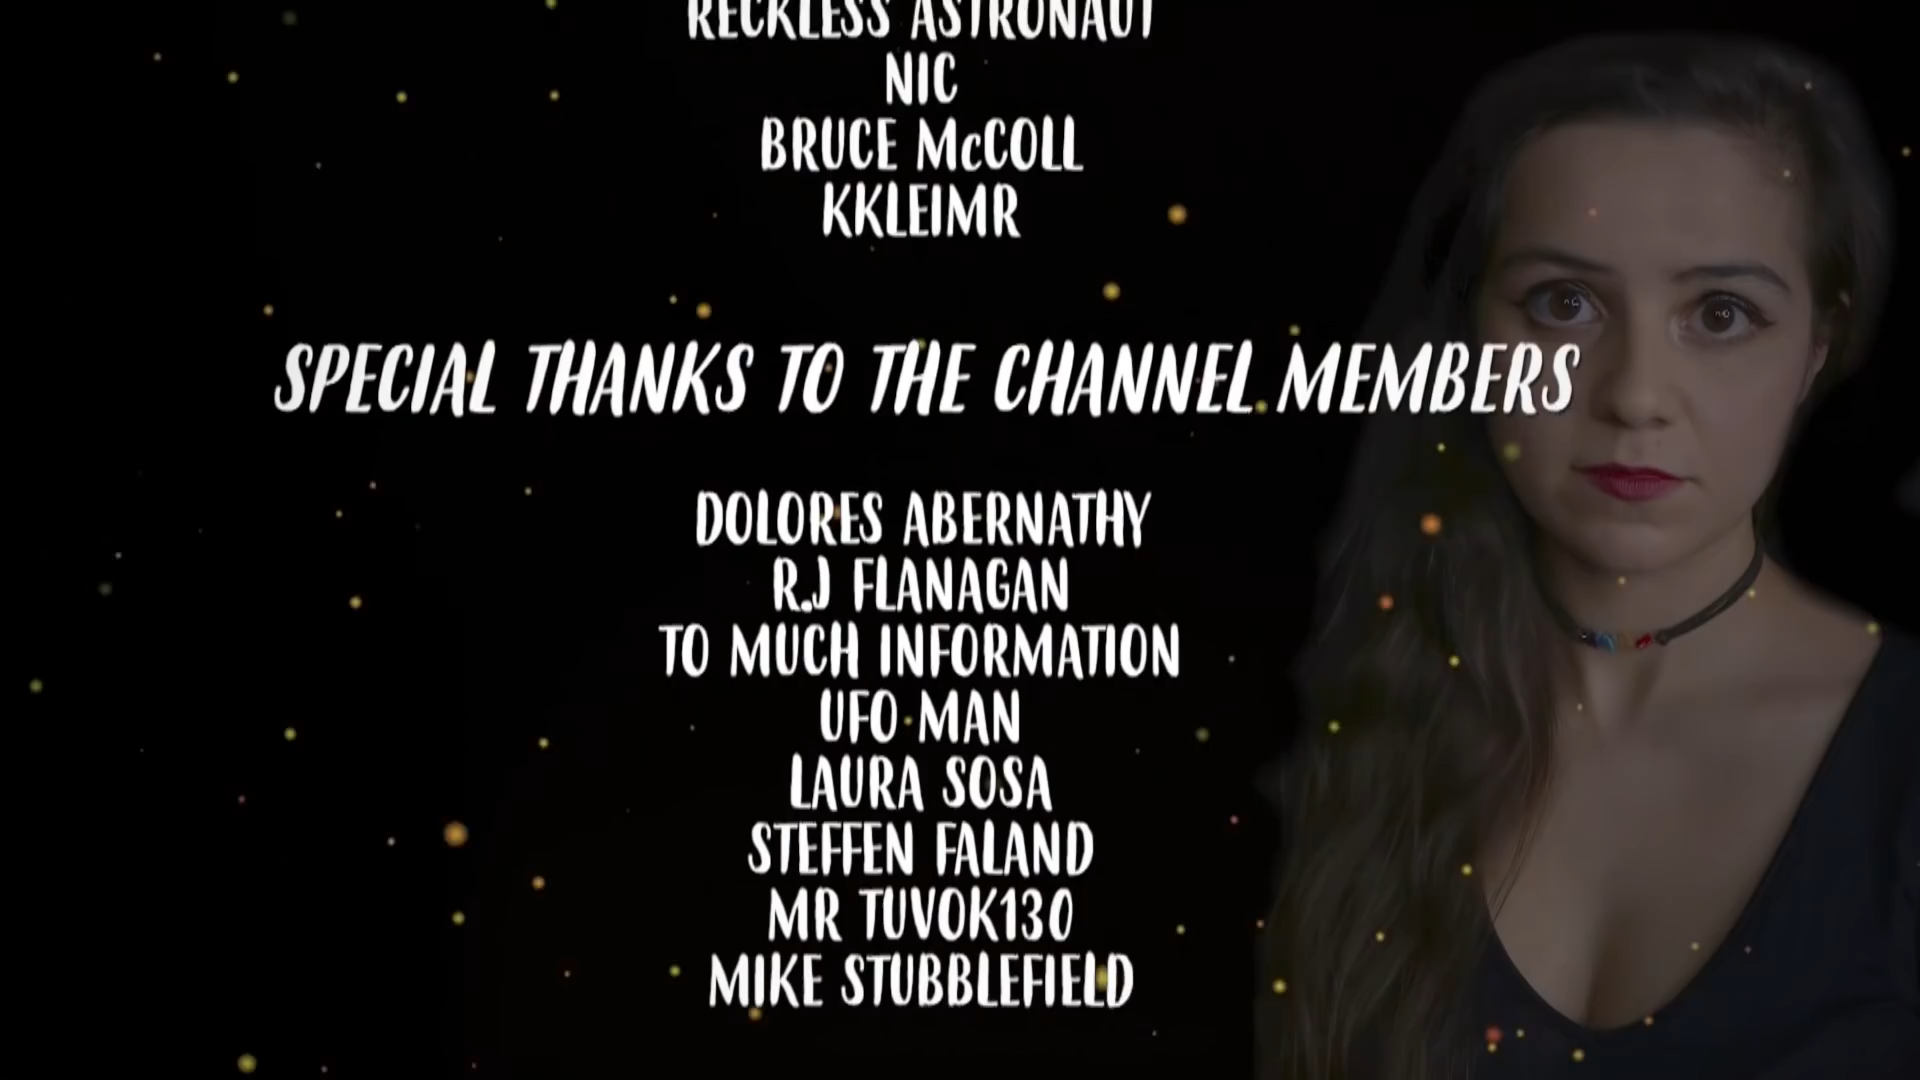 RECKLESS ASTRONAUT
NIC
BRUCE McCOLL
KKLEIMR
SPECIAL THANKS TO THE CHANNEL MEMBERS
DOLORES ABERNATHY
R.J FLANAGAN
TO MUCH INFORMATION
UFO MAN
LAURA SOSA
STEFFEN FALAND
MR TUVOK130
MIKE STUBBLEFIELD